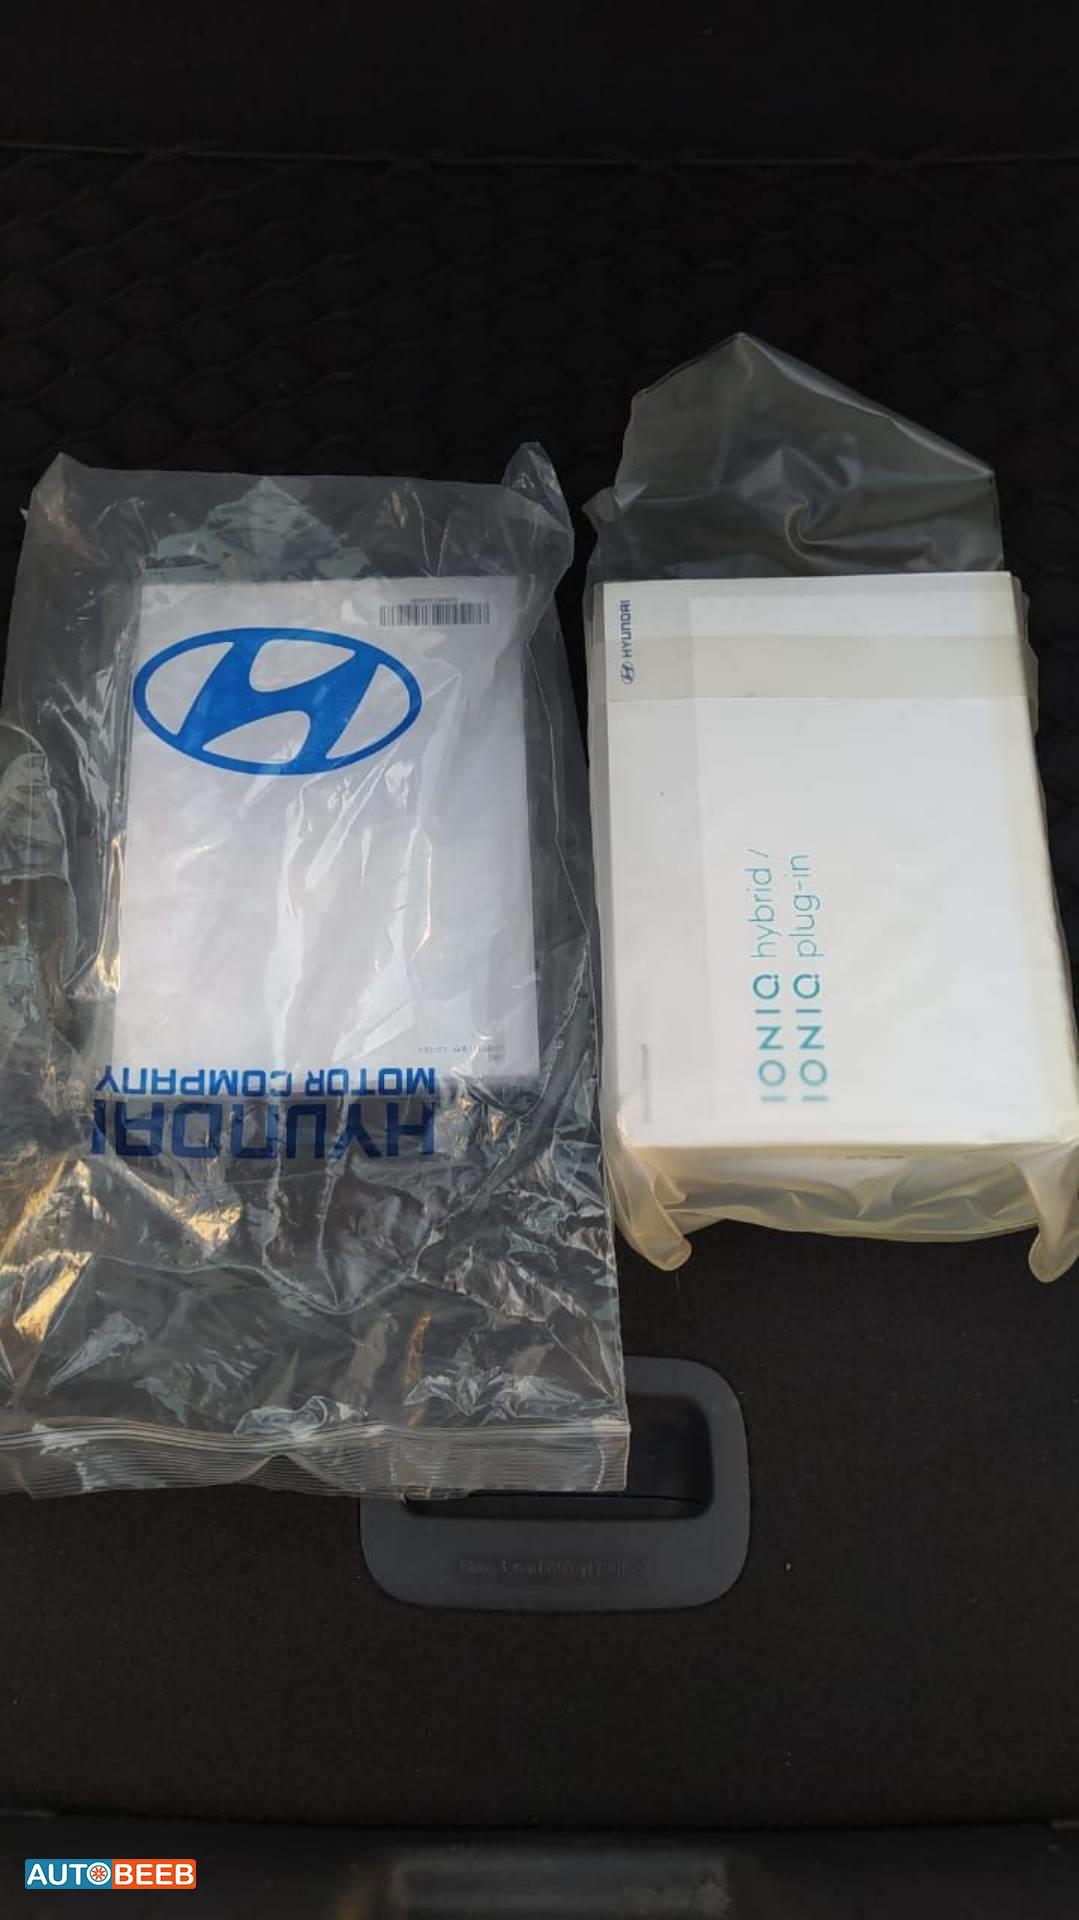 HYUNDAI
MOTOR COMPANY
HYUNDAI
IONIQ hybrid /
IONIQ plug-in
AUTOBEEB